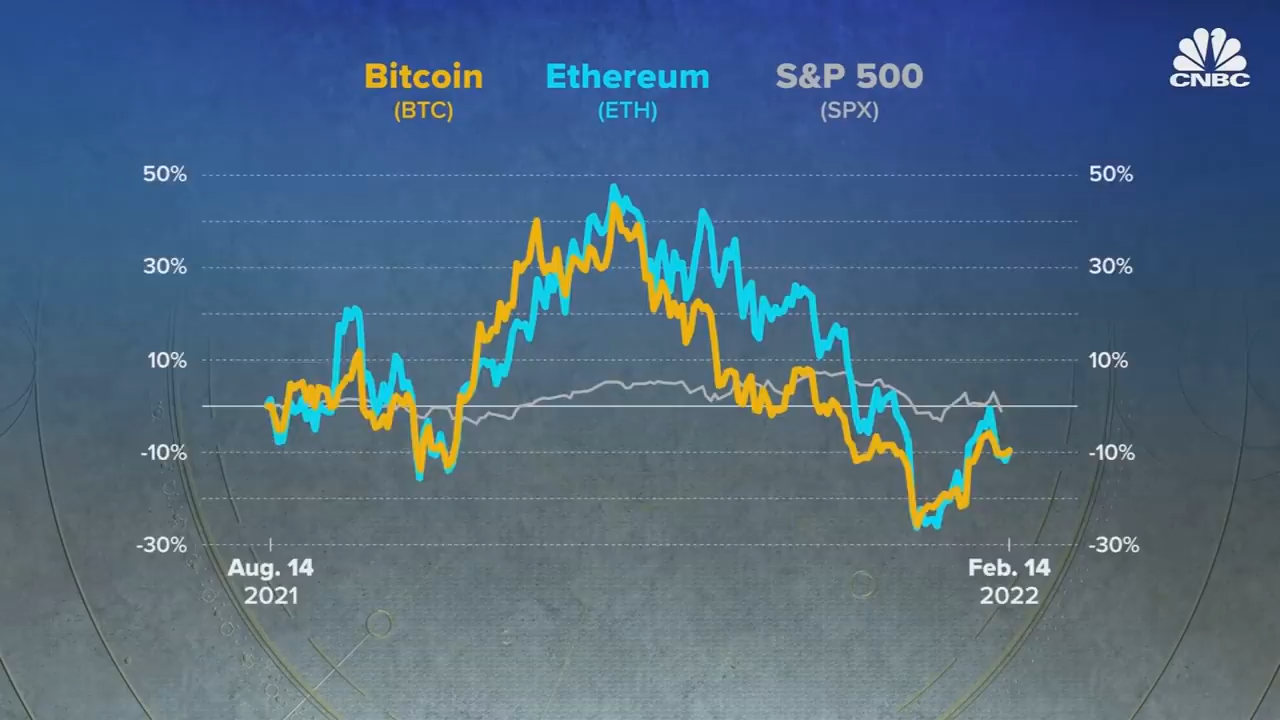 CNBC
Bitcoin Ethereum S&P 500
(BTC) (ETH) (SPX)
50% 50%
30% 30%
10% 10%
-10% -10%
-30% -30%
Aug. 14 Feb. 14
2021 2022